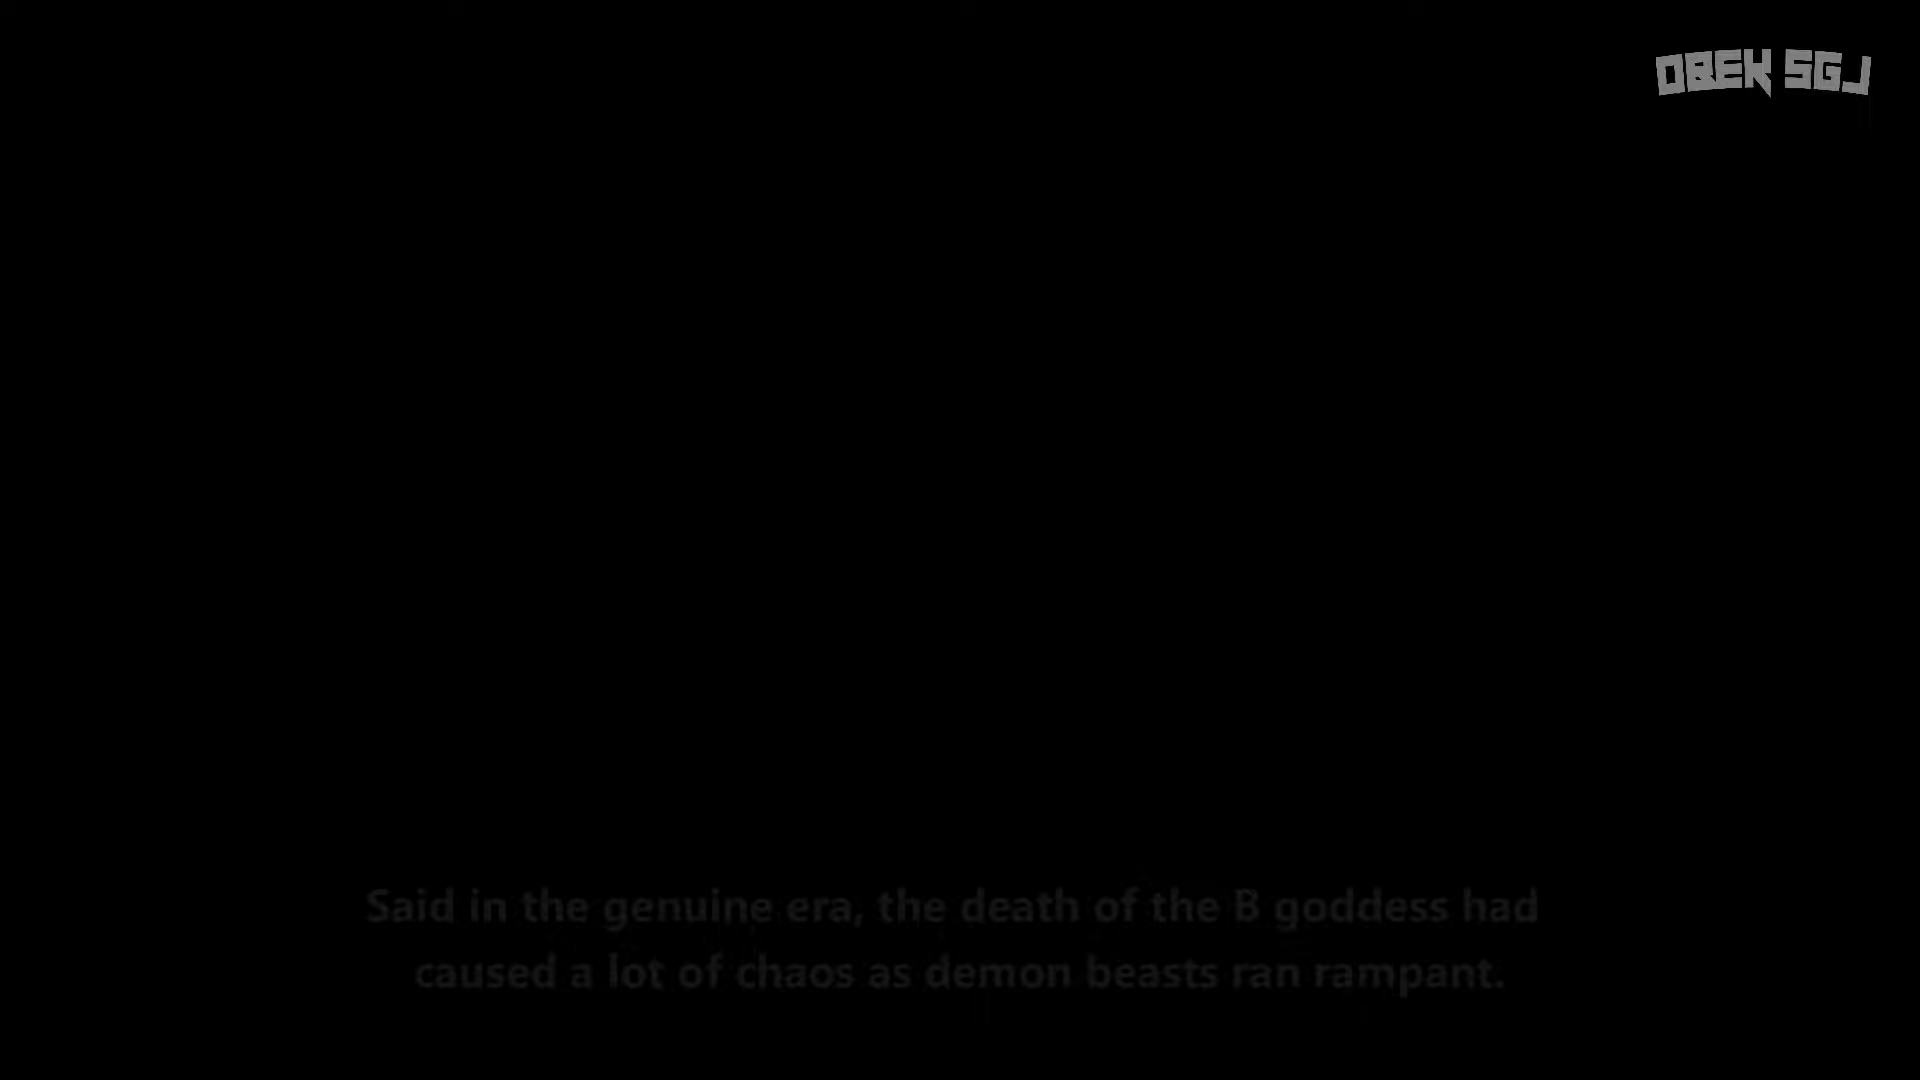 OBEK SGJ
Said in the genuine era, the death of the B goddess had
caused a lot of chaos as demon beasts ran rampant.